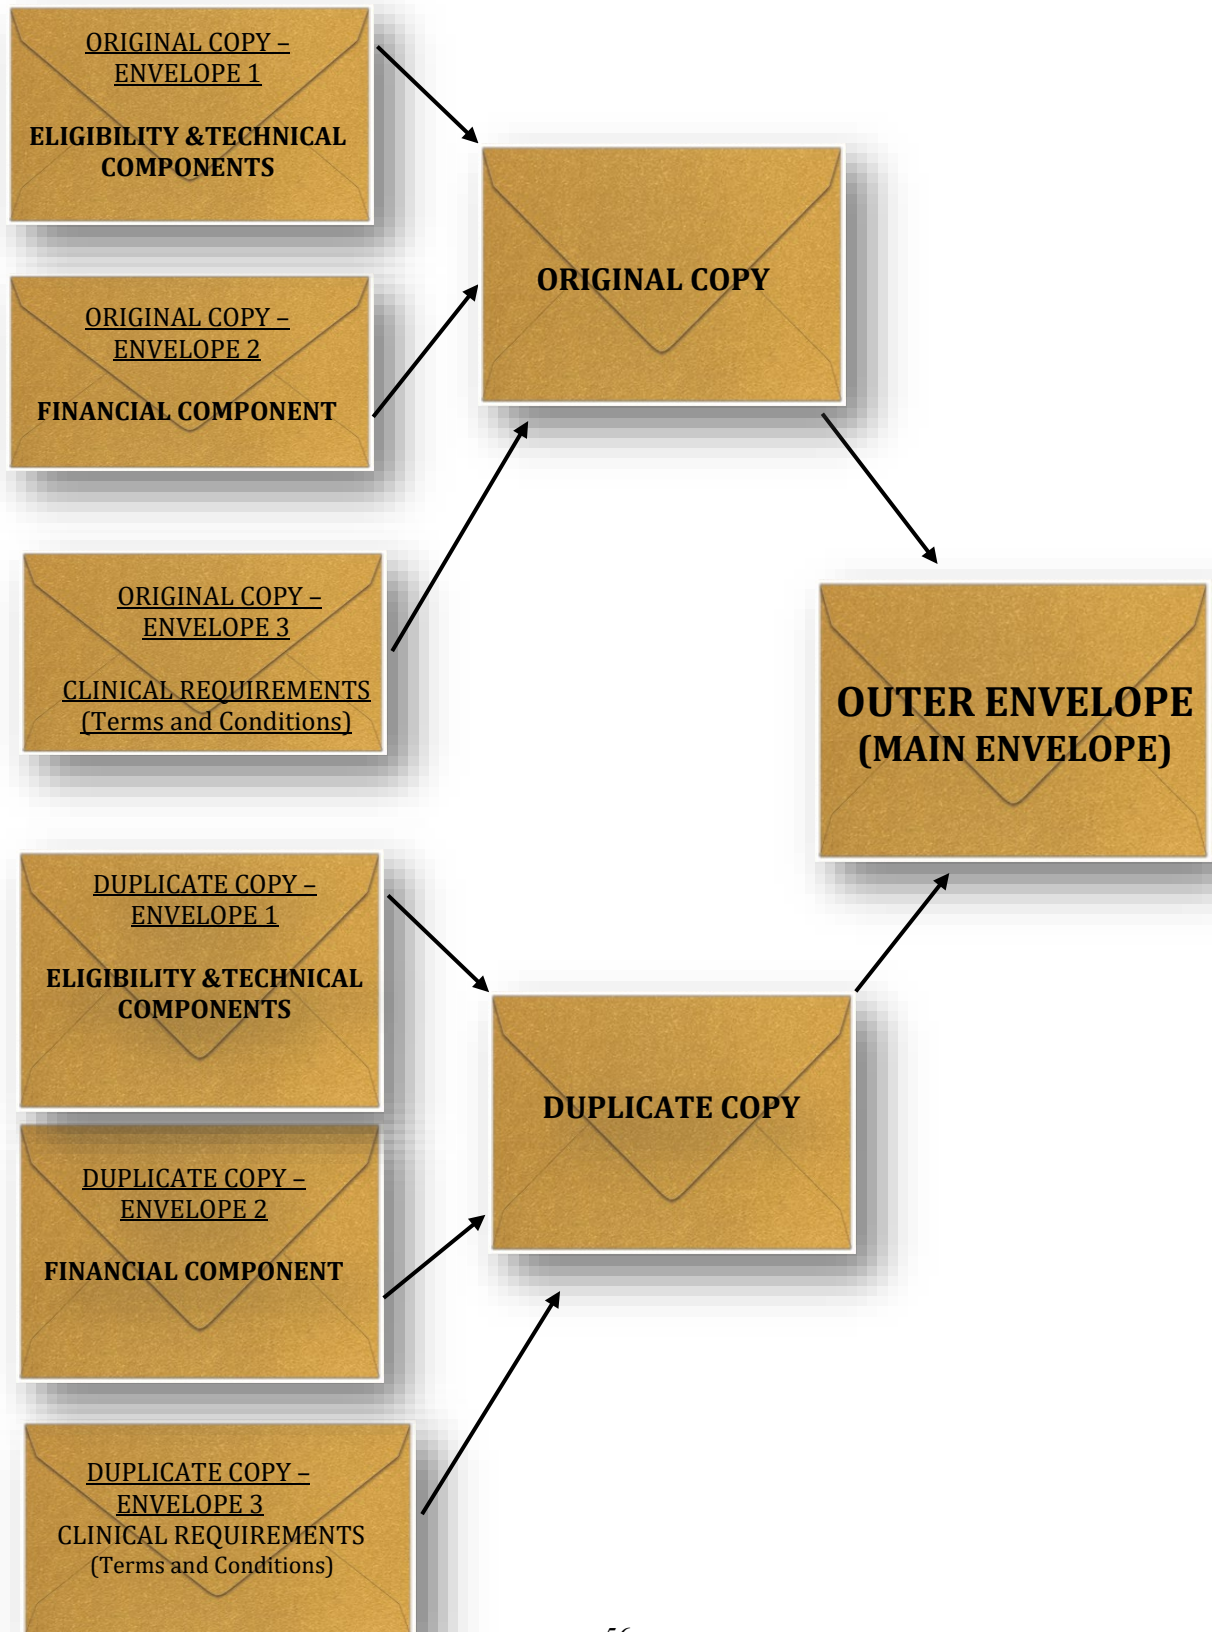 ORIGINAL COPY –
ENVELOPE 1
ELIGIBILITY &TECHNICAL
COMPONENTS
ORIGINAL COPY –
ENVELOPE 2
FINANCIAL COMPONENT
ORIGINAL COPY –
ENVELOPE 3
CLINICAL REQUIREMENTS
(Terms and Conditions)
ORIGINAL COPY
OUTER ENVELOPE
(MAIN ENVELOPE)
DUPLICATE COPY –
ENVELOPE 1
ELIGIBILITY &TECHNICAL
COMPONENTS
DUPLICATE COPY –
ENVELOPE 2
FINANCIAL COMPONENT
DUPLICATE COPY –
ENVELOPE 3
CLINICAL REQUIREMENTS
(Terms and Conditions)
DUPLICATE COPY